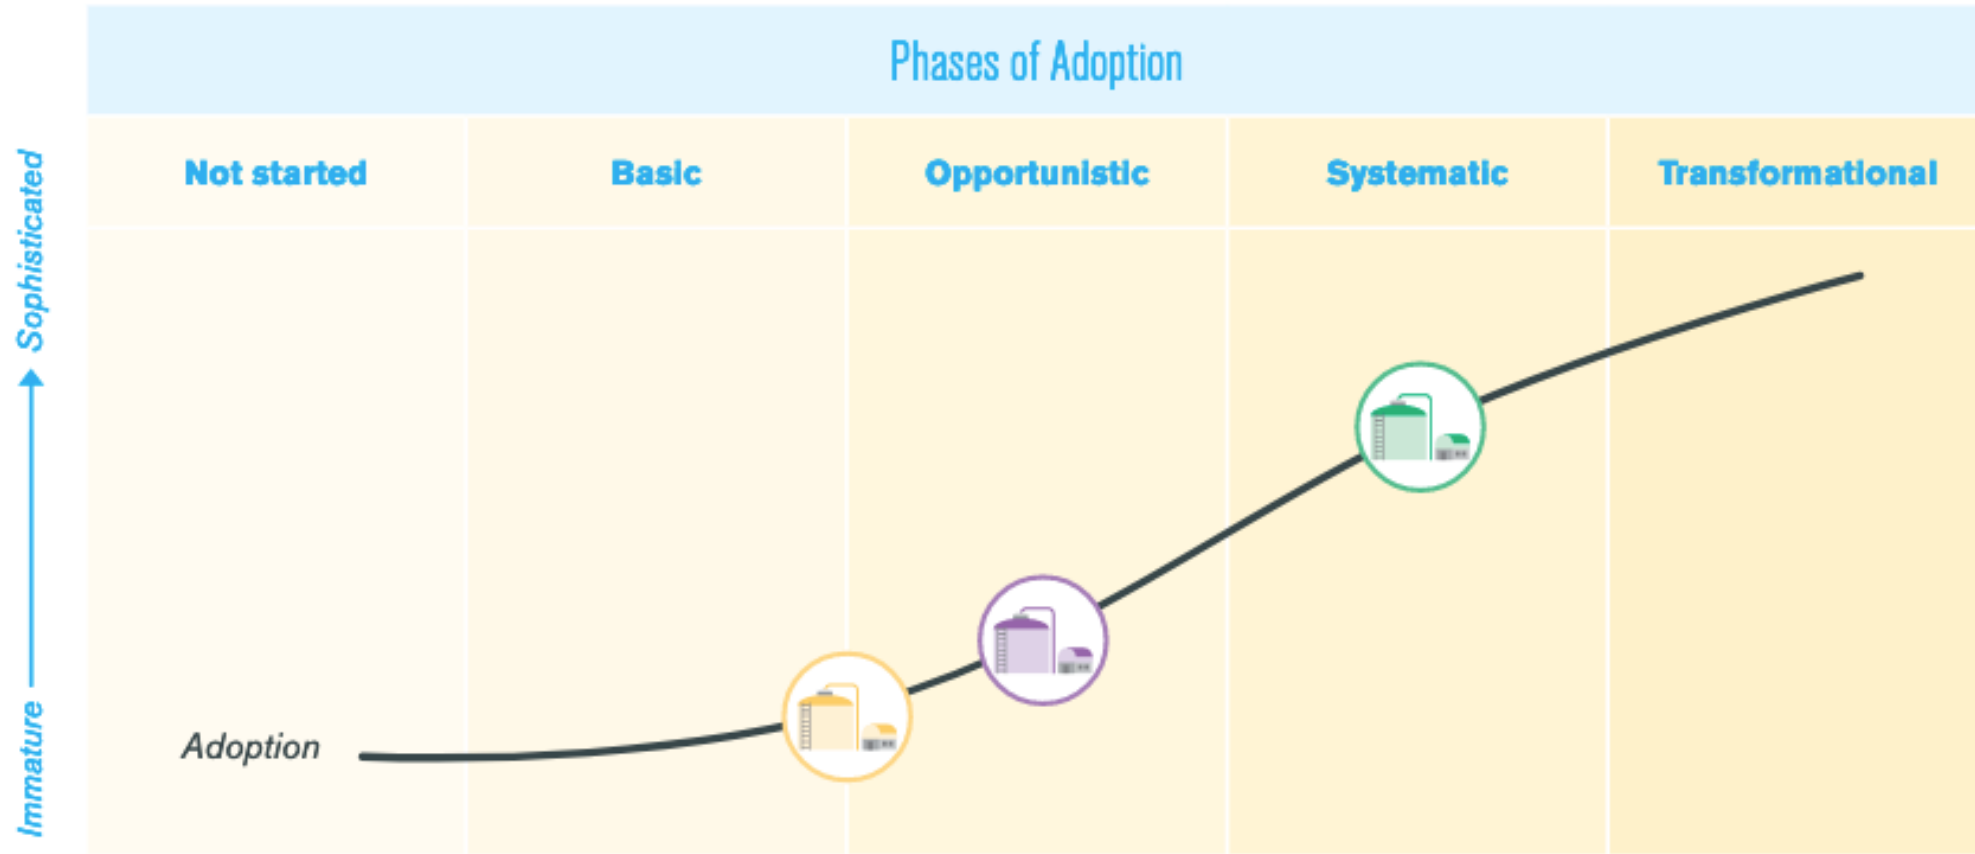 Phases of Adoption
Not started
Basic
Opportunistic
Systematic
Transformational
Sophisticated
Immature
Adoption